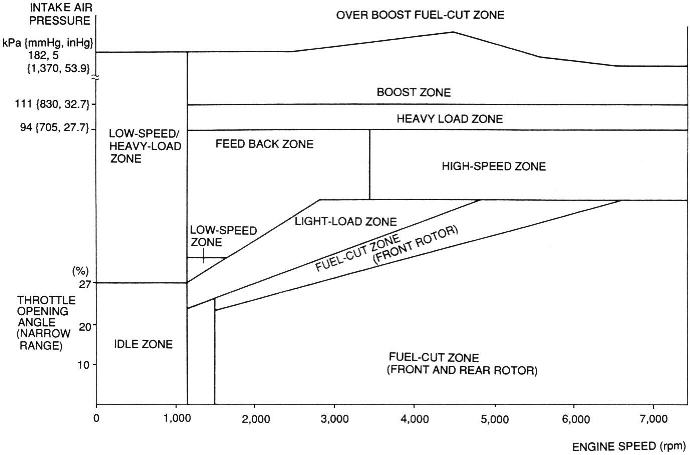 INTAKE AIR
PRESSURE
kPa {mmHg, inHg}
182, 5
{1,370, 53.9}
OVER BOOST FUEL-CUT ZONE
BOOST ZONE
111 {830, 32.7}
HEAVY LOAD ZONE
94 {705, 27.7}
LOW-SPEED/
HEAVY-LOAD
ZONE
FEED BACK ZONE
HIGH-SPEED ZONE
LOW-SPEED
ZONE
LIGHT-LOAD ZONE
FUEL-CUT ZONE
(FRONT ROTOR)
(%)
27
THROTTLE
OPENING
ANGLE
(NARROW
RANGE)
20
10
IDLE ZONE
FUEL-CUT ZONE
(FRONT AND REAR ROTOR)
0
1,000
2,000
3,000
4,000
5,000
6,000
7,000
ENGINE SPEED (rpm)